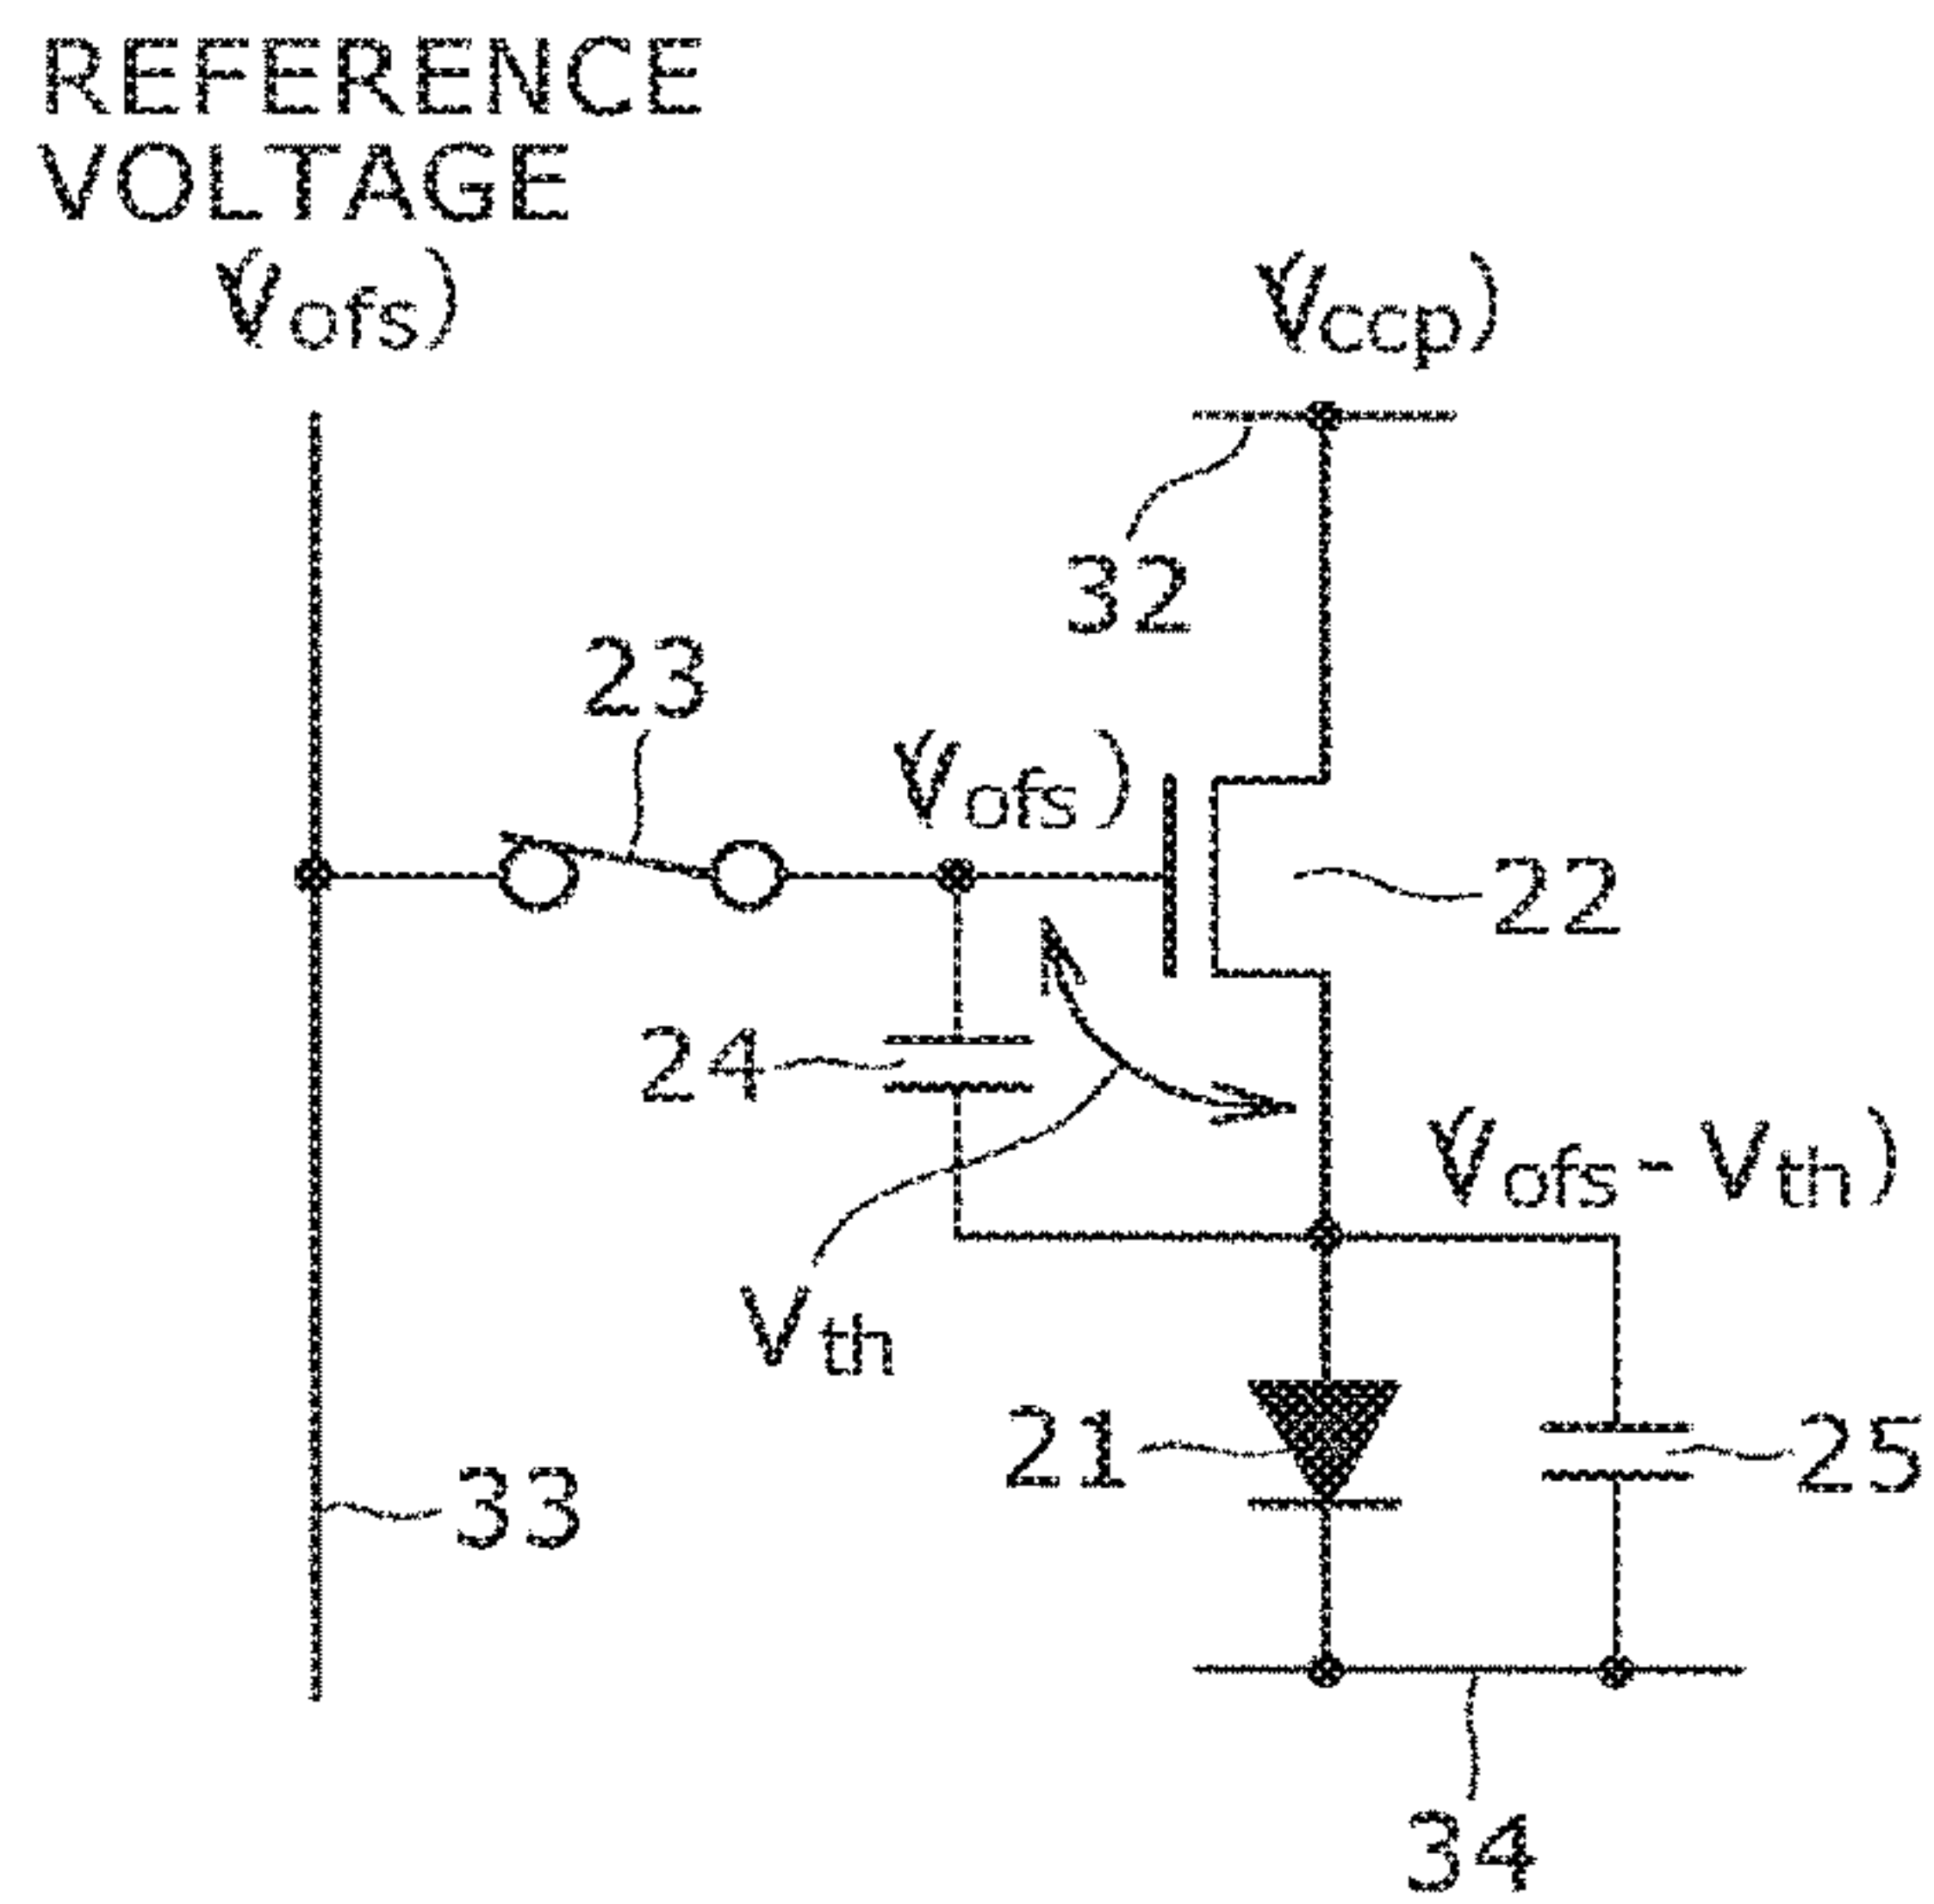 REFERENCE
VOLTAGE
(Vofs)
(Vccp)
32
23
(Vofs)
22
24
(Vofs - Vth)
Vth
21
25
33
34